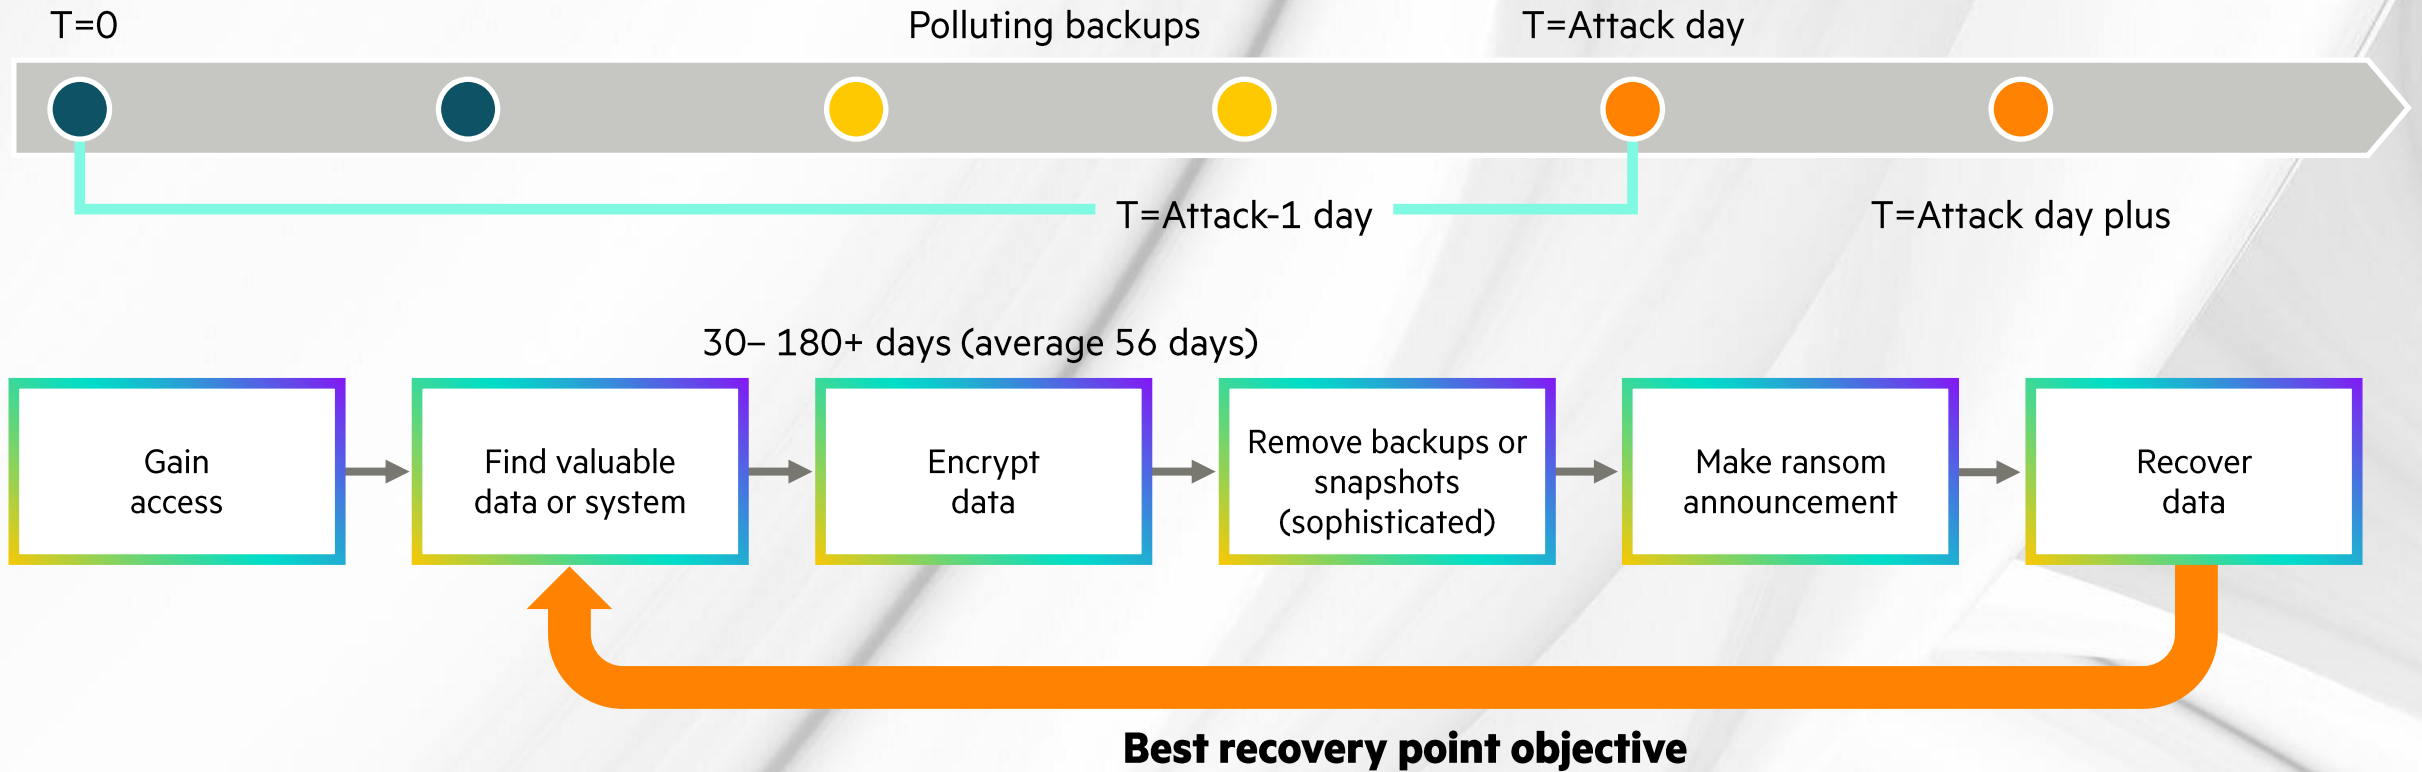 T=0
Polluting backups
T=Attack day
T=Attack-1 day
T=Attack day plus
30– 180+ days (average 56 days)
Gain
access
Find valuable
data or system
Encrypt
data
Remove backups or
snapshots
(sophisticated)
Make ransom
announcement
Recover
data
Best recovery point objective